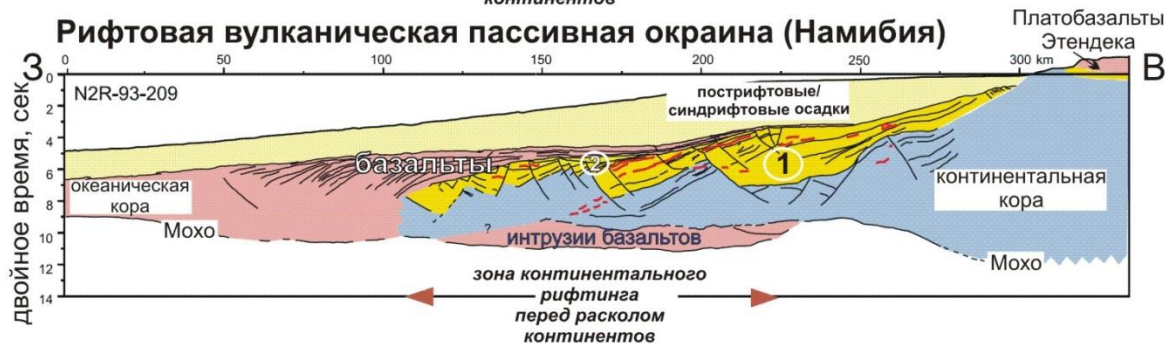 континентов
Рифтовая вулканическая пассивная окраина (Намибия)
Платобазальты
Этендека
З
В
0 50 100 150 200 250 300 km
N2R-93-209
двойное время, сек
0
2
4
6
8
10
12
14
пострифтовые/
синдрифтовые осадки
базальты
2
1
океаническая
кора
континентальная
кора
Мохо
?
интрузии базальтов
Мохо
зона континентального
рифтинга
перед расколом
континентов